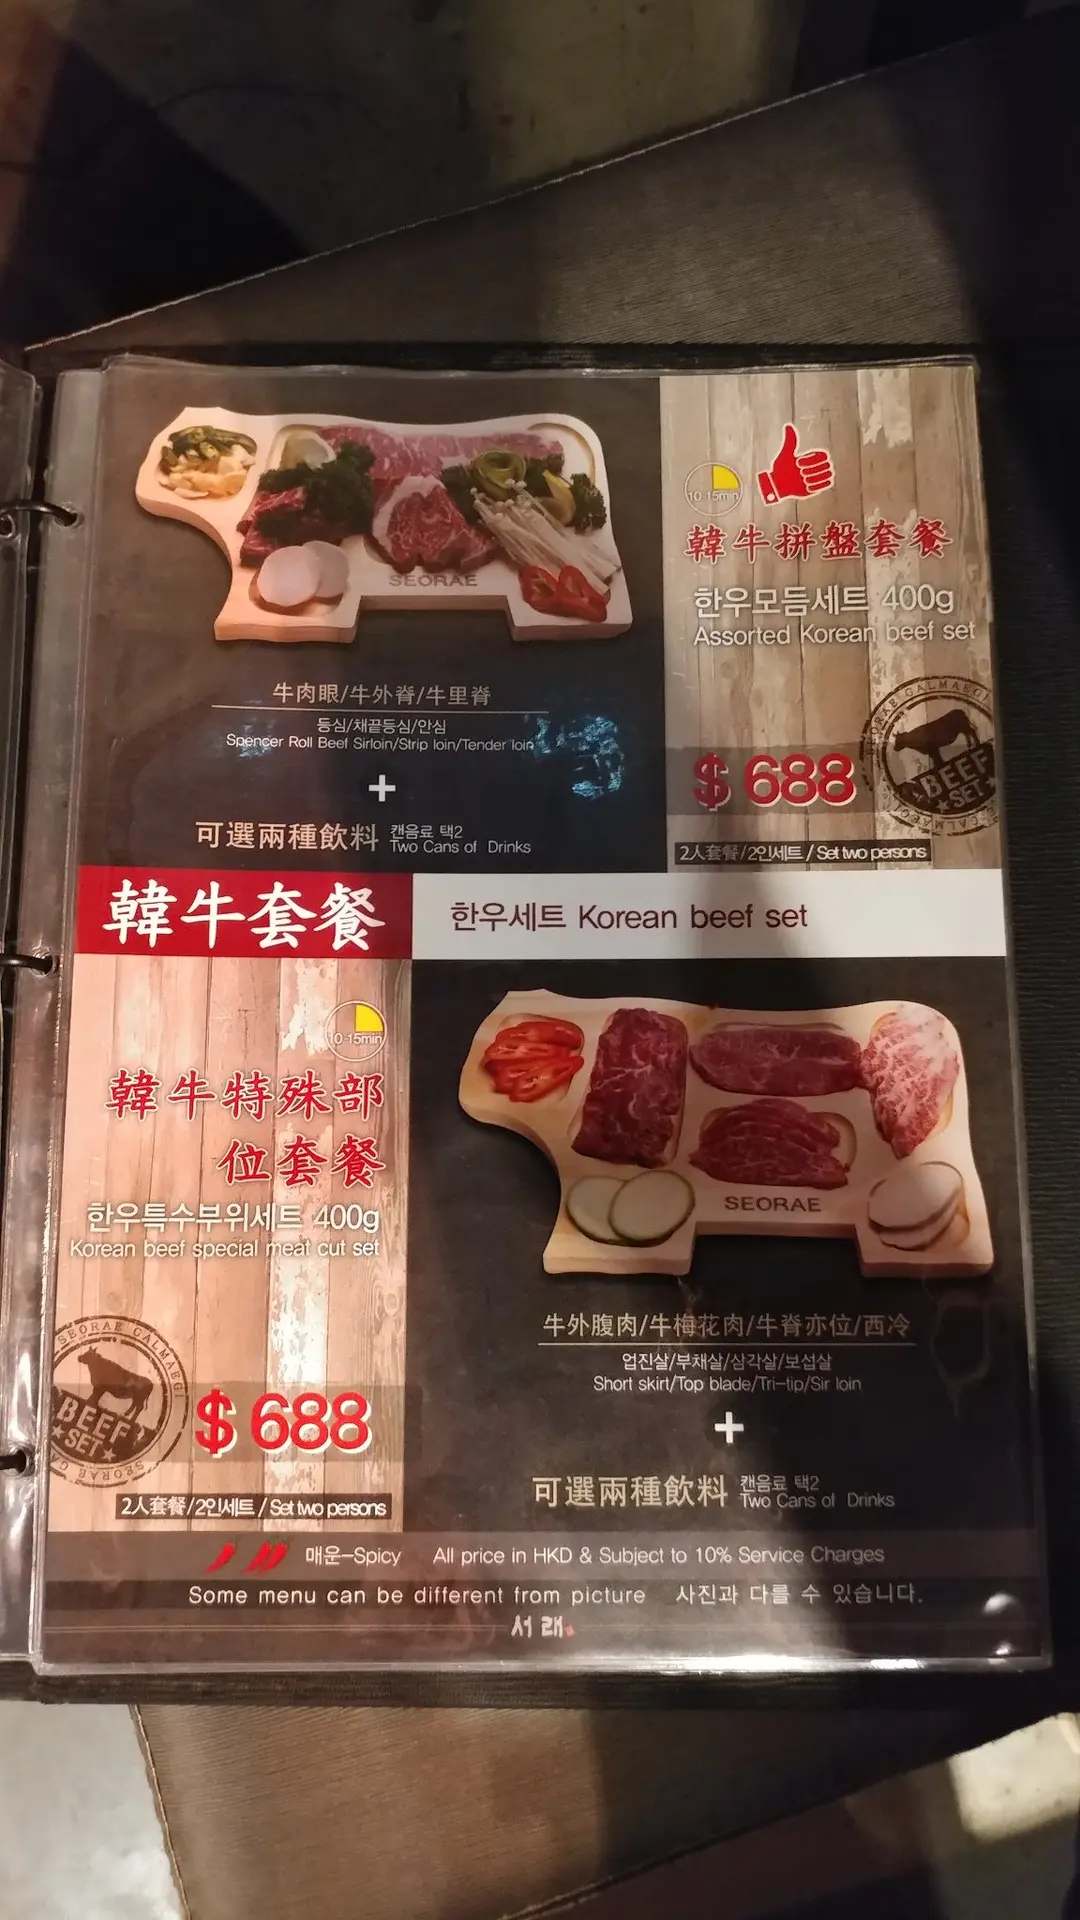 10-15min
韓牛拼盤套餐
한우모듬세트 400g
Assorted Korean beef set
SEORAE
牛肉眼/牛外脊/牛里脊
등심/채끝등심/안심
Spencer Roll Beef Sirloin/Strip loin/Tender loin
+
可選兩種飲料 캔음료 택2
Two Cans of Drinks
SEORAE GALMAEGI
BEEF
SET
$ 688
2人套餐/2인세트/Set two persons
韓牛套餐 한우세트 Korean beef set
10-15min
韓牛特殊部
位套餐
한우특수부위세트 400g
Korean beef special meat cut set
SEORAE GALMAEGI
BEEF
SET
$ 688
2人套餐/2인세트/Set two persons
SEORAE
牛外腹肉/牛梅花肉/牛脊亦位/西冷
업진살/부채살/삼각살/보섭살
Short skirt/Top blade/Tri-tip/Sir loin
+
可選兩種飲料 캔음료 택2
Two Cans of Drinks
매운-Spicy All price in HKD & Subject to 10% Service Charges
Some menu can be different from picture 사진과 다를 수 있습니다.
서래